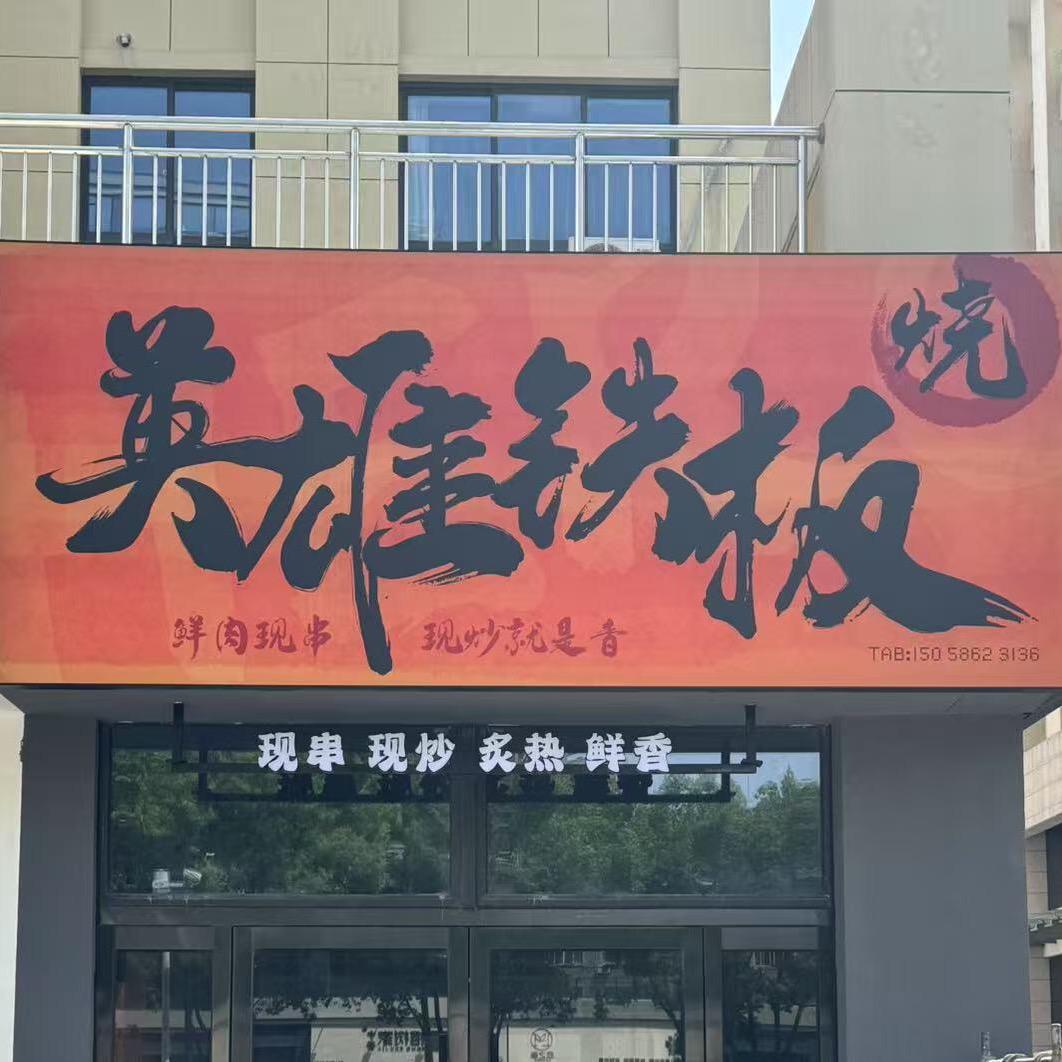 英雄铁板
烧
鲜肉现串 现炒就是香
TAB:150 5862 3136
现串 现炒 炙热 鲜香